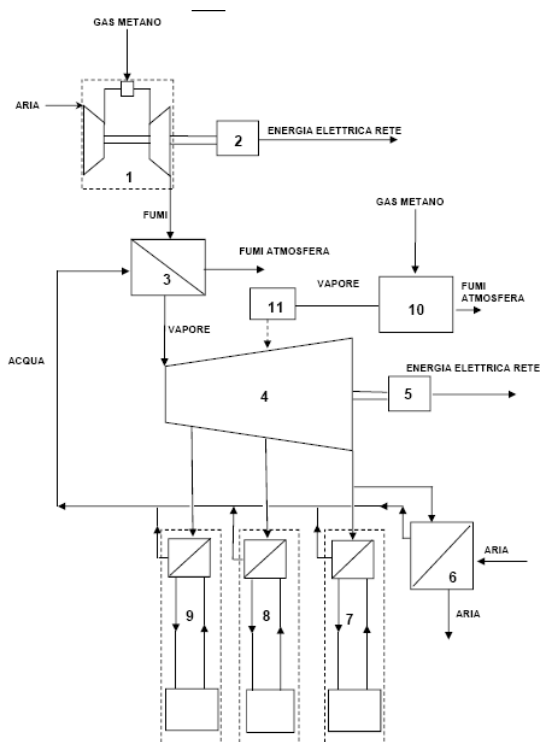 GAS METANO
ARIA
ENERGIA ELETTRICA RETE
2
1
FUMI
GAS METANO
FUMI ATMOSFERA
3
VAPORE
11
10
FUMI
ATMOSFERA
VAPORE
ACQUA
4
5
ENERGIA ELETTRICA RETE
ARIA
6
9
8
7
ARIA